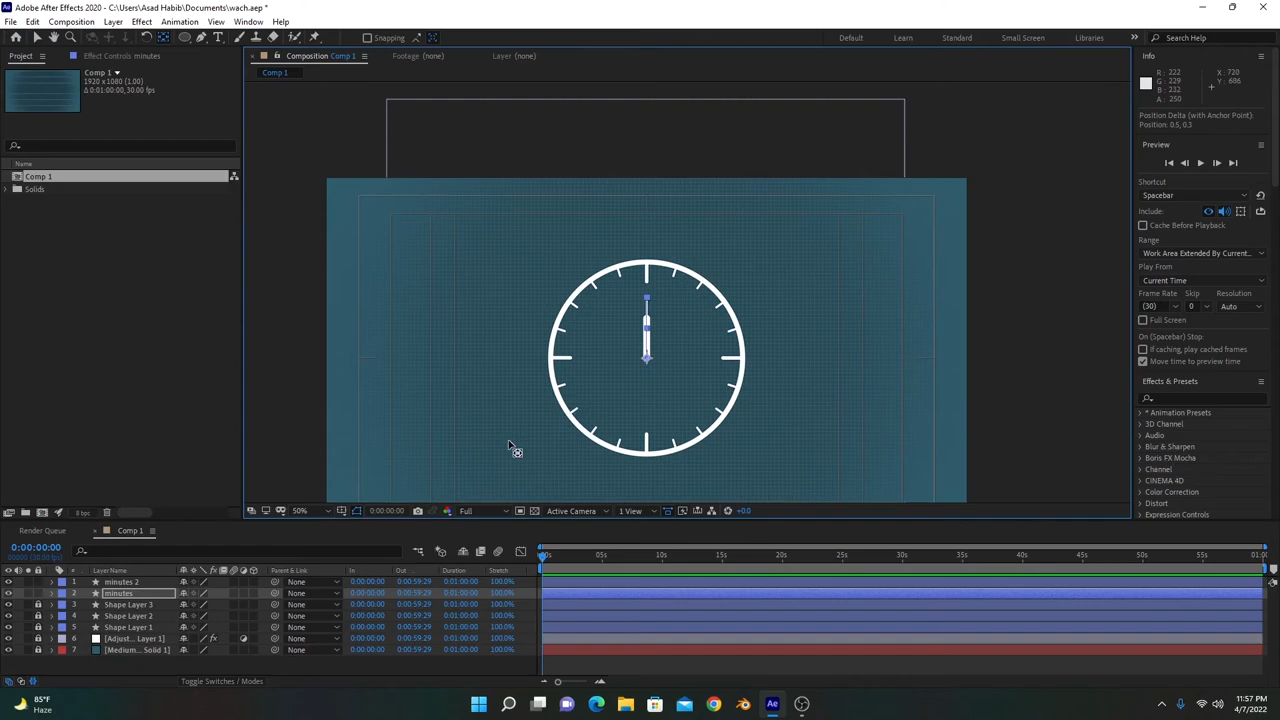 Adobe After Effects 2020 - C:\Users\Asad Habib\Documents\wach.aep *
File Edit Composition Layer Effect Animation View Window Help
Snapping
Default Learn Standard Small Screen Libraries Search Help
Project Effect Controls minutes
Composition Comp 1 Footage (none) Layer (none)
Comp 1
Comp 1
1920 x 1080 (1.00)
Δ 0:01:00:00, 30.00 fps
Name
Comp 1
Solids
8 bpc
50% 0:00:00:00 Full Active Camera 1 View +0.0
Info
R : 222
G : 229
B : 232
A : 250
X : 720
Y : 606
Position Delta (with Anchor Point):
Position: 0.5, 0.3
Preview
Shortcut
Spacebar
Include:
Cache Before Playback
Range
Work Area Extended By Current...
Play From
Current Time
Frame Rate Skip Resolution
(30) 0 Auto
Full Screen
On (Spacebar) Stop:
If caching, play cached frames
Move time to preview time
Effects & Presets
* Animation Presets
3D Channel
Audio
Blur & Sharpen
Boris FX Mocha
Channel
CINEMA 4D
Color Correction
Distort
Expression Controls
Render Queue Comp 1
0:00:00:00
00000 (30.00 fps)
# Layer Name Parent & Link In Out Duration Stretch
1 minutes 2 None 0:00:00:00 0:00:59:29 0:01:00:00 100.0%
2 minutes None 0:00:00:00 0:00:59:29 0:01:00:00 100.0%
3 Shape Layer 3 None 0:00:00:00 0:00:59:29 0:01:00:00 100.0%
4 Shape Layer 2 None 0:00:00:00 0:00:59:29 0:01:00:00 100.0%
5 Shape Layer 1 None 0:00:00:00 0:00:59:29 0:01:00:00 100.0%
6 [Adjust... Layer 1] None 0:00:00:00 0:00:59:29 0:01:00:00 100.0%
7 [Medium... Solid 1] None 0:00:00:00 0:00:59:29 0:01:00:00 100.0%
05s 10s 15s 20s 25s 30s 35s 40s 45s 50s 55s 01:00
Toggle Switches / Modes
85°F
Haze
11:57 PM
4/7/2022